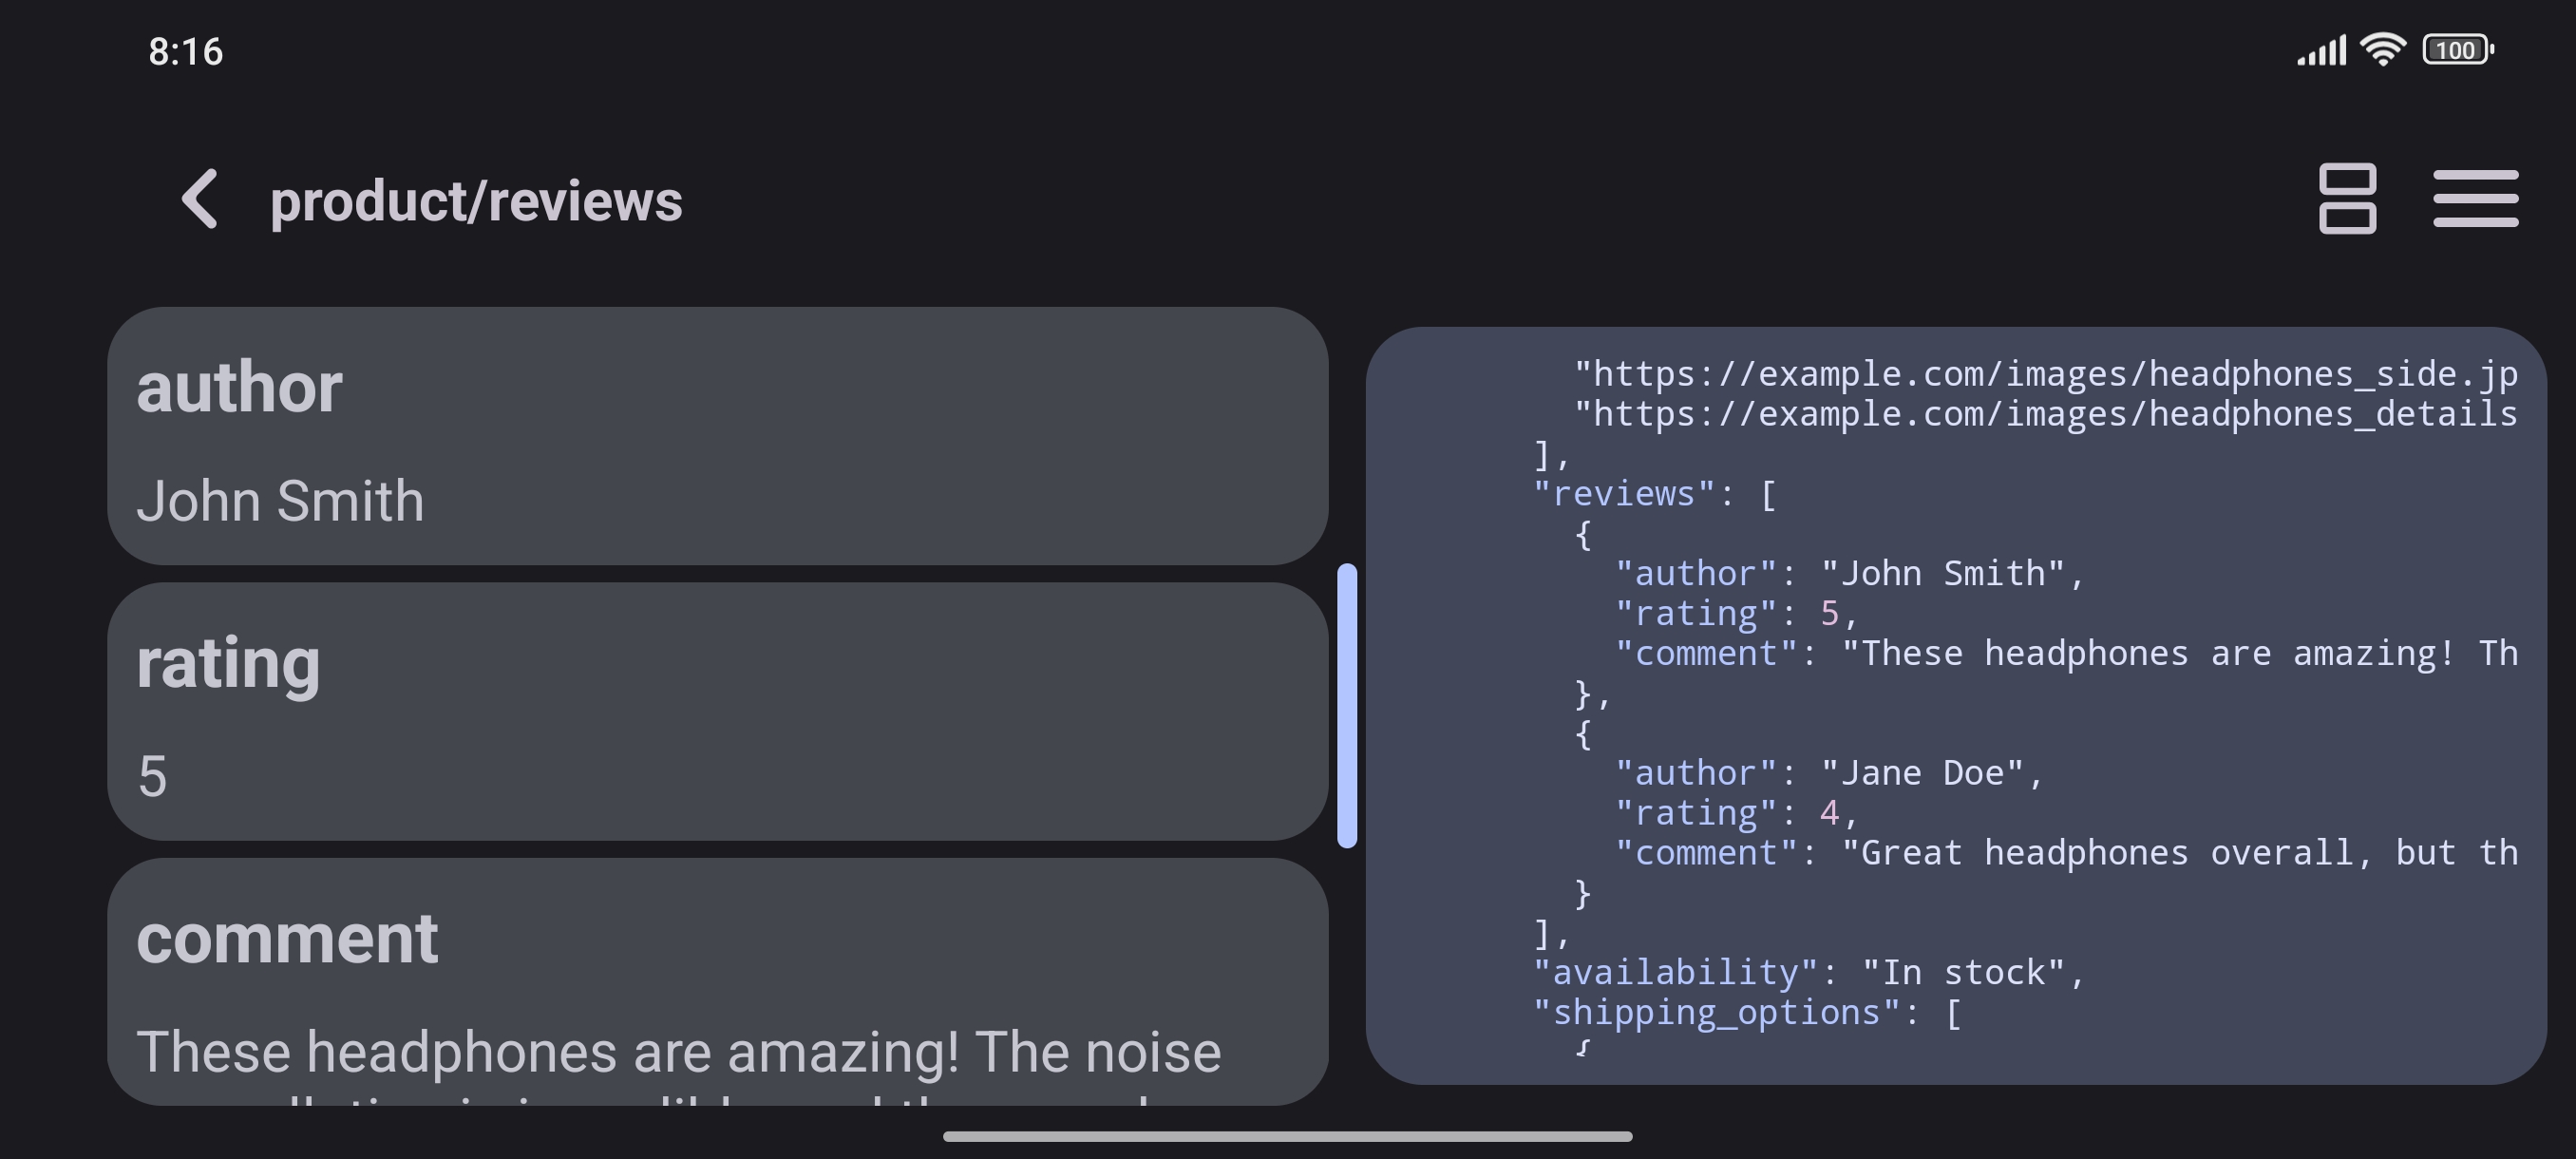 8:16
100
product/reviews
author
John Smith
rating
5
comment
These headphones are amazing! The noise
"https://example.com/images/headphones_side.jp
"https://example.com/images/headphones_details
],
"reviews": [
{
"author": "John Smith",
"rating": 5,
"comment": "These headphones are amazing! Th
},
{
"author": "Jane Doe",
"rating": 4,
"comment": "Great headphones overall, but th
}
],
"availability": "In stock",
"shipping_options": [
{